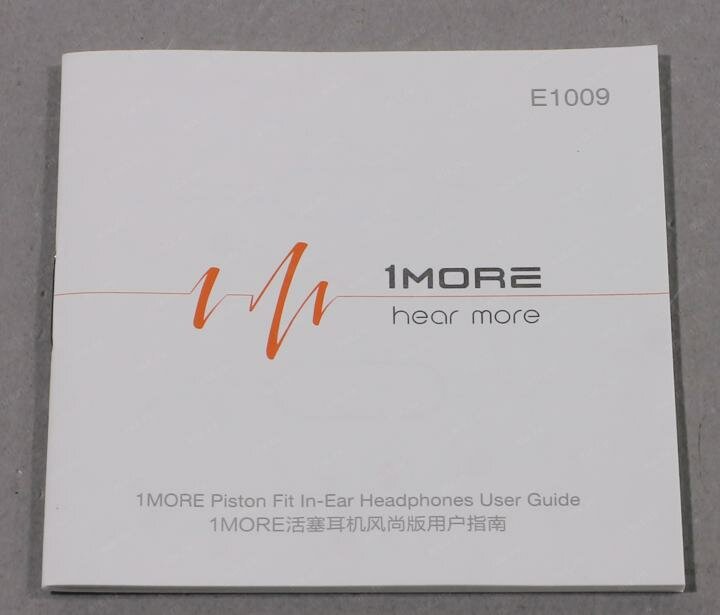 E1009
1MORE
hear more
1MORE Piston Fit In-Ear Headphones User Guide
1MORE活塞耳机风尚版用户指南